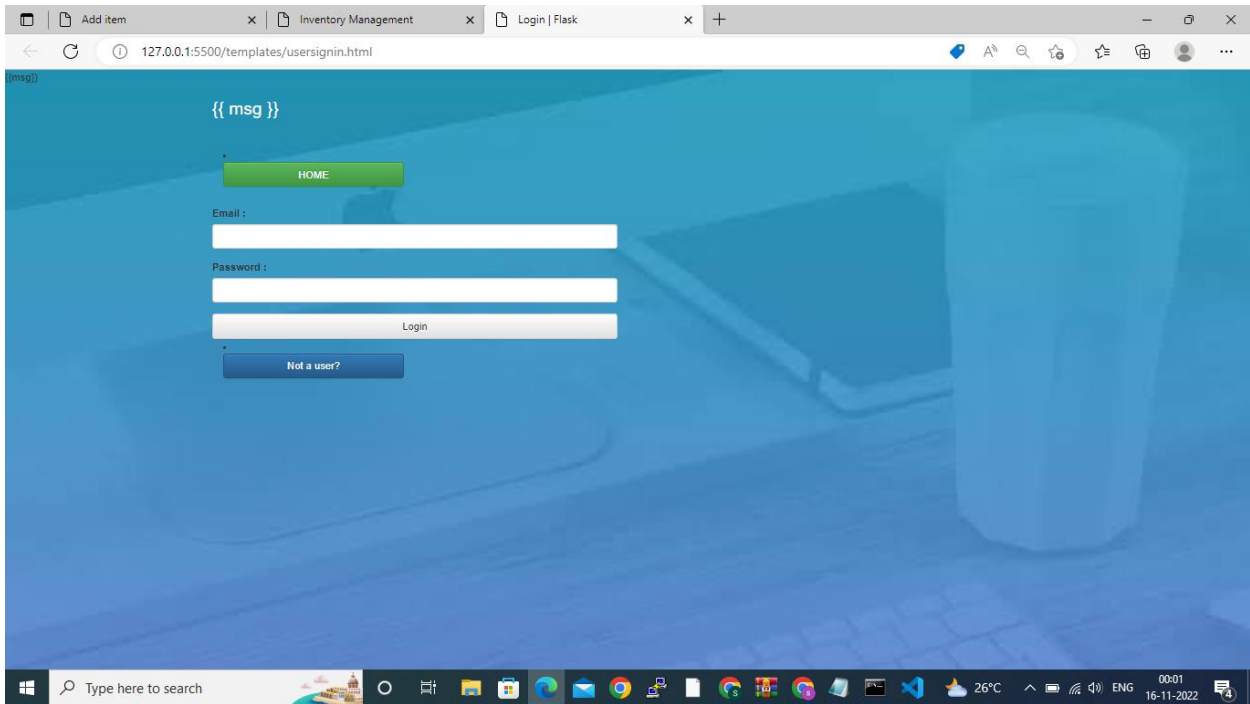 Add item
Inventory Management
Login | Flask
127.0.0.1:5500/templates/usersignin.html
{{msg}}
{{ msg }}
HOME
Email :
Password :
Login
Not a user?
Type here to search
26°C
ENG
00:01
16-11-2022
4